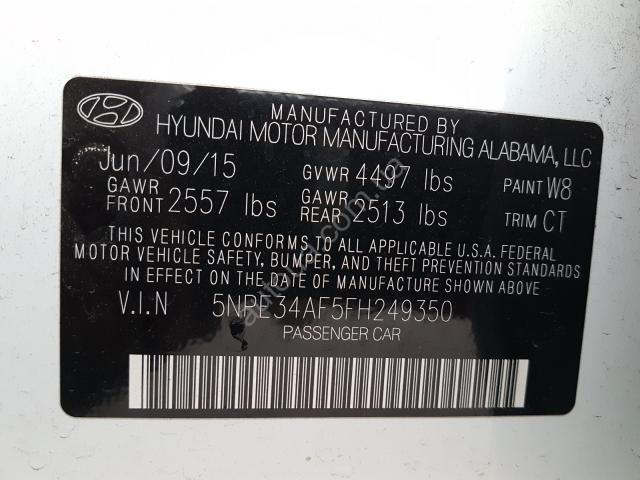 MANUFACTURED BY
HYUNDAI MOTOR MANUFACTURING ALABAMA, LLC
Jun/09/15 GVWR 4497 lbs PAINT W8
GAWR FRONT 2557 lbs GAWR REAR 2513 lbs TRIM CT
THIS VEHICLE CONFORMS TO ALL APPLICABLE U.S.A. FEDERAL
MOTOR VEHICLE SAFETY, BUMPER, AND THEFT PREVENTION STANDARDS
IN EFFECT ON THE DATE OF MANUFACTURE SHOWN ABOVE.
V.I.N 5NPE34AF5FH249350
PASSENGER CAR